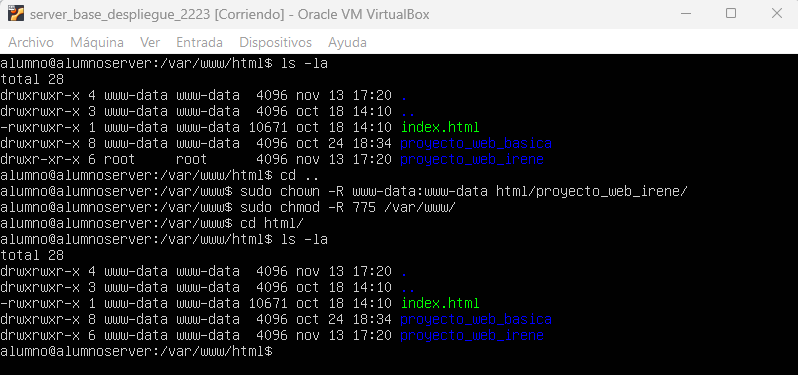 server_base_despliegue_2223 [Corriendo] - Oracle VM VirtualBox
Archivo Máquina Ver Entrada Dispositivos Ayuda
alumno@alumnoserver:/var/www/html$ ls -la
total 28
drwxrwxr-x 4 www-data www-data  4096 nov 13 17:20 .
drwxrwxr-x 3 www-data www-data  4096 oct 18 14:10 ..
-rwxrwxr-x 1 www-data www-data 10671 oct 18 14:10 index.html
drwxrwxr-x 8 www-data www-data  4096 oct 24 18:34 proyecto_web_basica
drwxr-xr-x 6 root     root      4096 nov 13 17:20 proyecto_web_irene
alumno@alumnoserver:/var/www/html$ cd ..
alumno@alumnoserver:/var/www$ sudo chown -R www-data:www-data html/proyecto_web_irene/
alumno@alumnoserver:/var/www$ sudo chmod -R 775 /var/www/
alumno@alumnoserver:/var/www$ cd html/
alumno@alumnoserver:/var/www/html$ ls -la
total 28
drwxrwxr-x 4 www-data www-data  4096 nov 13 17:20 .
drwxrwxr-x 3 www-data www-data  4096 oct 18 14:10 ..
-rwxrwxr-x 1 www-data www-data 10671 oct 18 14:10 index.html
drwxrwxr-x 8 www-data www-data  4096 oct 24 18:34 proyecto_web_basica
drwxrwxr-x 6 www-data www-data  4096 nov 13 17:20 proyecto_web_irene
alumno@alumnoserver:/var/www/html$